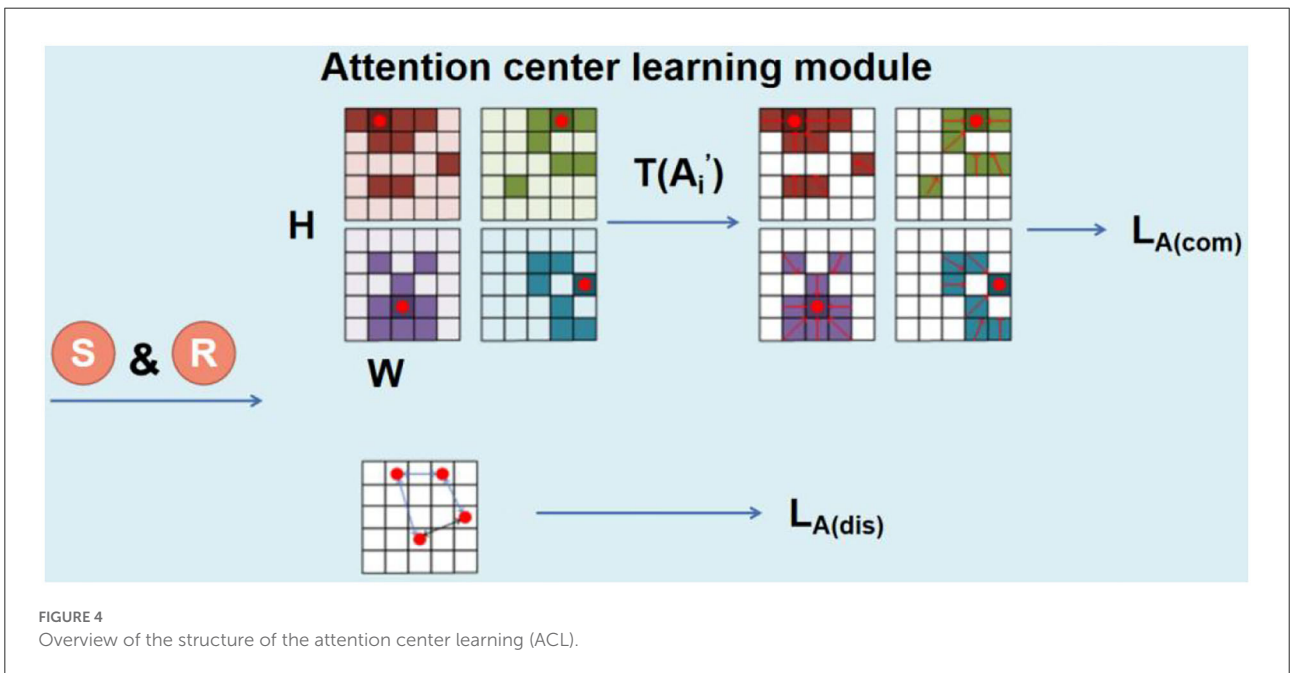 Attention center learning module
T(Aᵢ')
H
L_A(com)
S & R
W
L_A(dis)
FIGURE 4
Overview of the structure of the attention center learning (ACL).